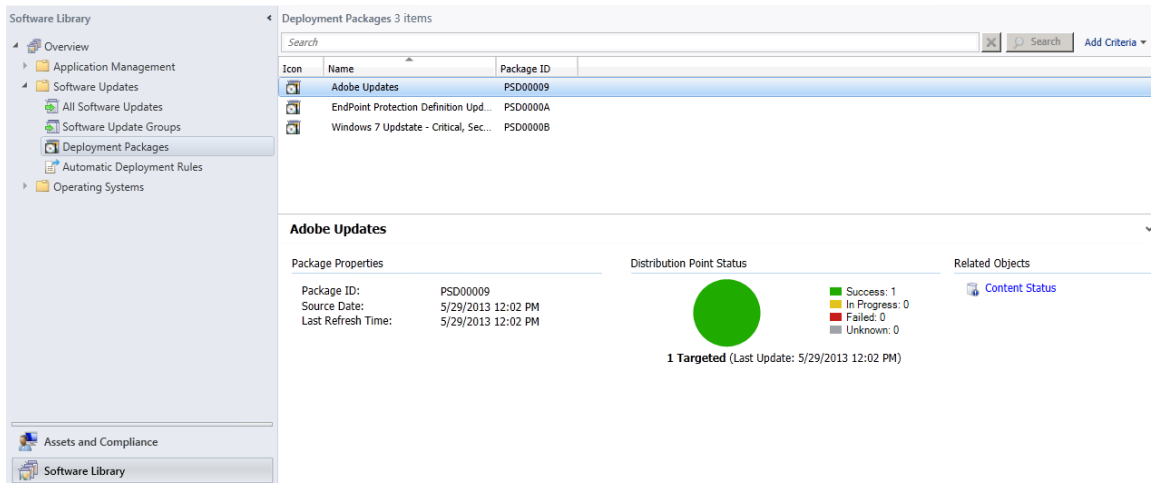 Software Library
Overview
Application Management
Software Updates
All Software Updates
Software Update Groups
Deployment Packages
Automatic Deployment Rules
Operating Systems
Assets and Compliance
Software Library
Deployment Packages 3 items
Search Search Add Criteria
Icon Name Package ID
Adobe Updates PSD00009
EndPoint Protection Definition Upd... PSD0000A
Windows 7 Updstate - Critical, Sec... PSD0000B
Adobe Updates
Package Properties
Package ID: PSD00009
Source Date: 5/29/2013 12:02 PM
Last Refresh Time: 5/29/2013 12:02 PM
Distribution Point Status
Success: 1
In Progress: 0
Failed: 0
Unknown: 0
1 Targeted (Last Update: 5/29/2013 12:02 PM)
Related Objects
Content Status